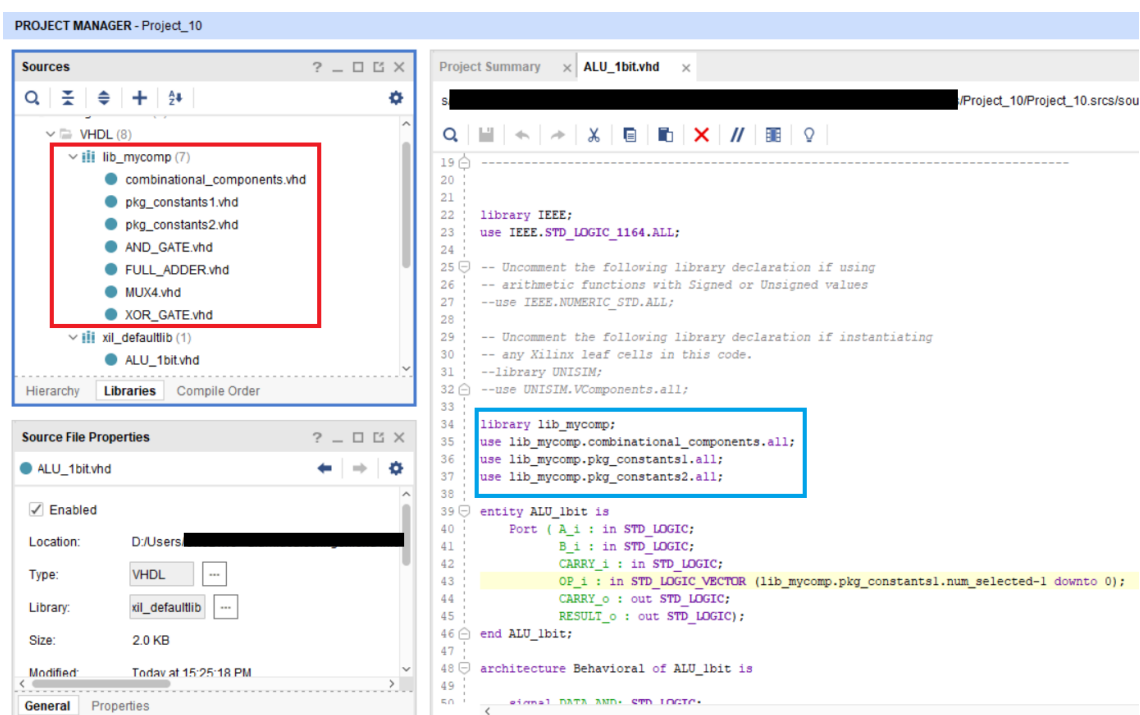 PROJECT MANAGER - Project_10
Sources
? _ □
VHDL (8)
lib_mycomp (7)
combinational_components.vhd
pkg_constants1.vhd
pkg_constants2.vhd
AND_GATE.vhd
FULL_ADDER.vhd
MUX4.vhd
XOR_GATE.vhd
xil_defaultlib (1)
ALU_1bit.vhd
Hierarchy Libraries Compile Order
Source File Properties
? _ □
ALU_1bit.vhd
Enabled
Location: D:/Users/
Type: VHDL ...
Library: xil_defaultlib ...
Size: 2.0 KB
Modified: Today at 15:25:18 PM
General Properties
Project Summary × ALU_1bit.vhd ×
s/ /Project_10/Project_10.srcs/sou
19 --------------------------------------------------------------------------------
20
21
22 library IEEE;
23 use IEEE.STD_LOGIC_1164.ALL;
24
25 -- Uncomment the following library declaration if using
26 -- arithmetic functions with Signed or Unsigned values
27 --use IEEE.NUMERIC_STD.ALL;
28
29 -- Uncomment the following library declaration if instantiating
30 -- any Xilinx leaf cells in this code.
31 --library UNISIM;
32 --use UNISIM.VComponents.all;
33
34 library lib_mycomp;
35 use lib_mycomp.combinational_components.all;
36 use lib_mycomp.pkg_constants1.all;
37 use lib_mycomp.pkg_constants2.all;
38
39 entity ALU_1bit is
40 Port ( A_i : in STD_LOGIC;
41 B_i : in STD_LOGIC;
42 CARRY_i : in STD_LOGIC;
43 OP_i : in STD_LOGIC_VECTOR (lib_mycomp.pkg_constants1.num_selected-1 downto 0);
44 CARRY_o : out STD_LOGIC;
45 RESULT_o : out STD_LOGIC);
46 end ALU_1bit;
47
48 architecture Behavioral of ALU_1bit is
49
50 signal DATA_AND: STD_LOGIC;